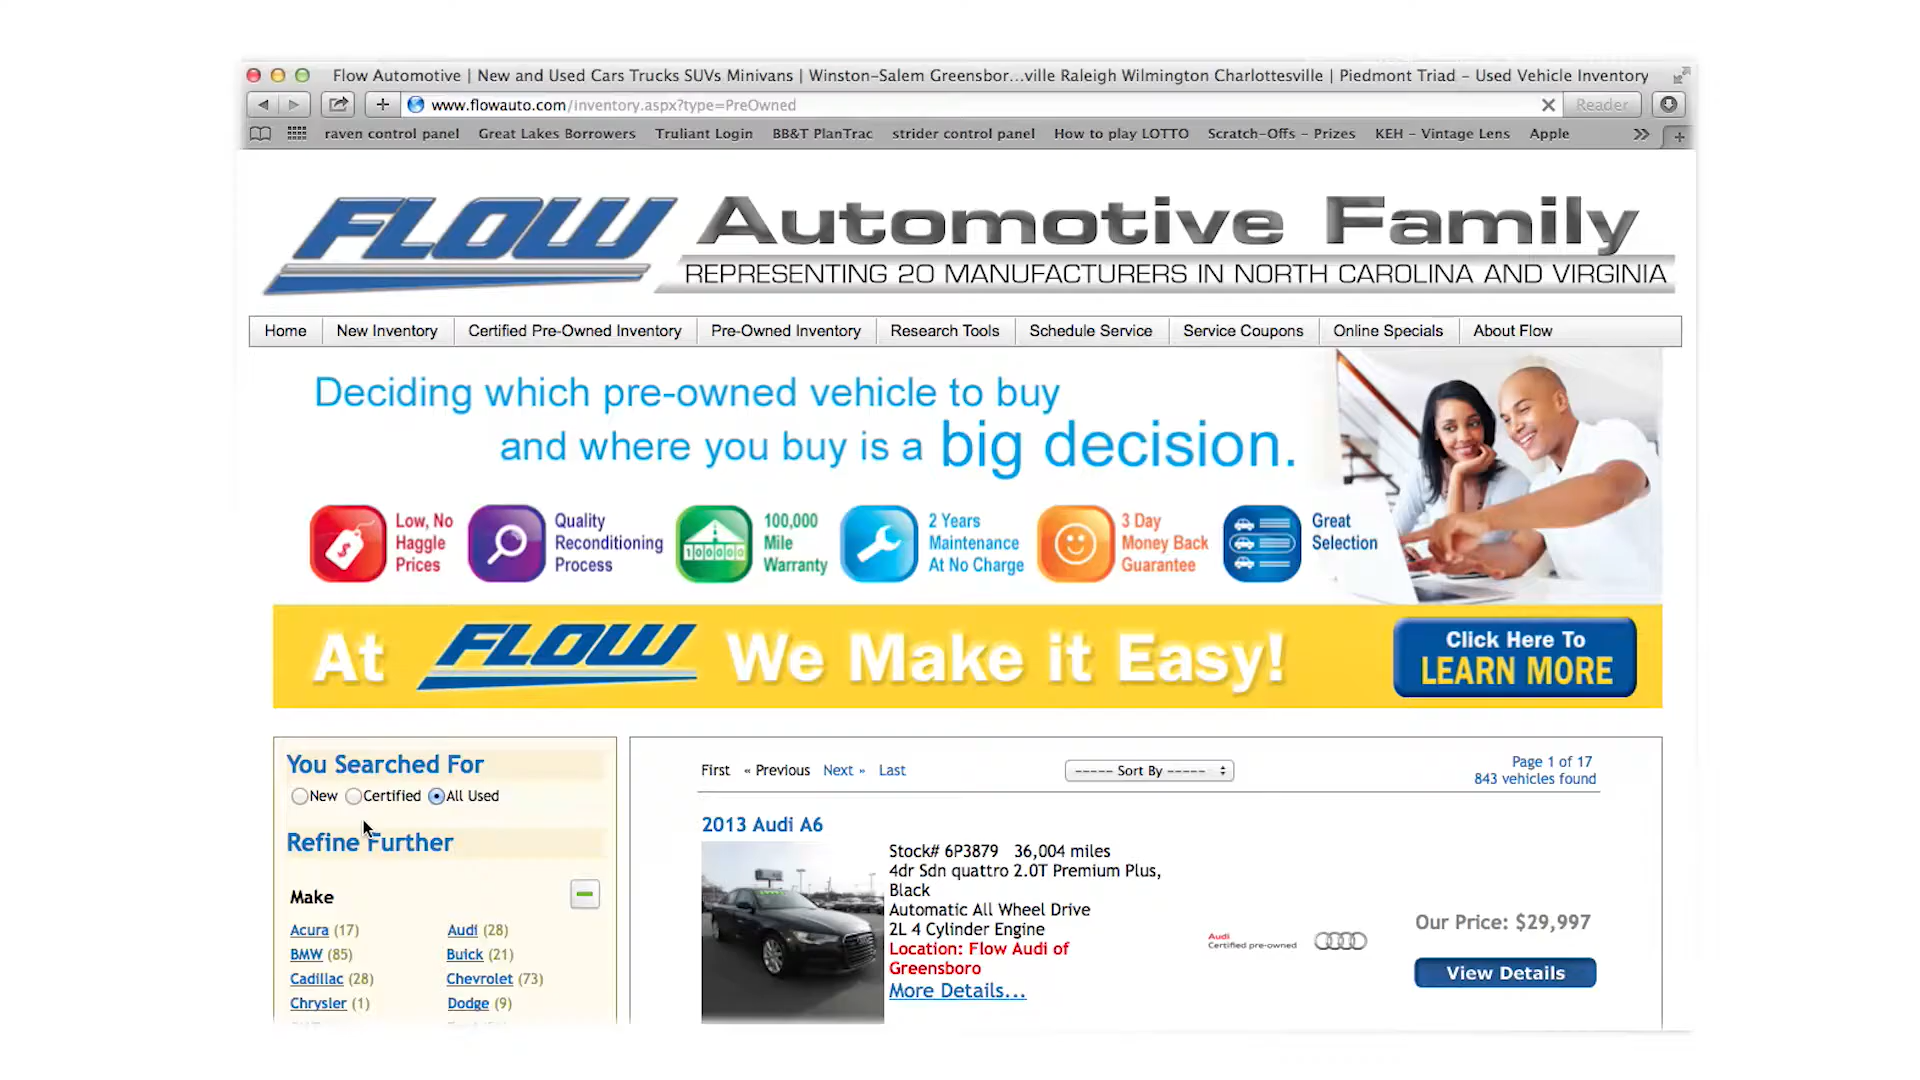 Flow Automotive | New and Used Cars Trucks SUVs Minivans | Winston-Salem Greensbor...ville Raleigh Wilmington Charlottesville | Piedmont Triad - Used Vehicle Inventory
www.flowauto.com/inventory.aspx?type=PreOwned
Reader
raven control panel Great Lakes Borrowers Truliant Login BB&T PlanTrac strider control panel How to play LOTTO Scratch-Offs - Prizes KEH - Vintage Lens Apple
FLOW Automotive Family
REPRESENTING 20 MANUFACTURERS IN NORTH CAROLINA AND VIRGINIA
Home New Inventory Certified Pre-Owned Inventory Pre-Owned Inventory Research Tools Schedule Service Service Coupons Online Specials About Flow
Deciding which pre-owned vehicle to buy
and where you buy is a big decision.
Low, No
Haggle
Prices
Quality
Reconditioning
Process
100,000
Mile
Warranty
2 Years
Maintenance
At No Charge
3 Day
Money Back
Guarantee
Great
Selection
At FLOW We Make it Easy!
Click Here To
LEARN MORE
You Searched For
New Certified All Used
Refine Further
Make
Acura (17) Audi (28)
BMW (85) Buick (21)
Cadillac (28) Chevrolet (73)
Chrysler (1) Dodge (9)
First « Previous Next » Last
----- Sort By -----
Page 1 of 17
843 vehicles found
2013 Audi A6
Stock# 6P3879 36,004 miles
4dr Sdn quattro 2.0T Premium Plus,
Black
Automatic All Wheel Drive
2L 4 Cylinder Engine
Location: Flow Audi of
Greensboro
More Details...
Audi
Certified pre-owned
Our Price: $29,997
View Details